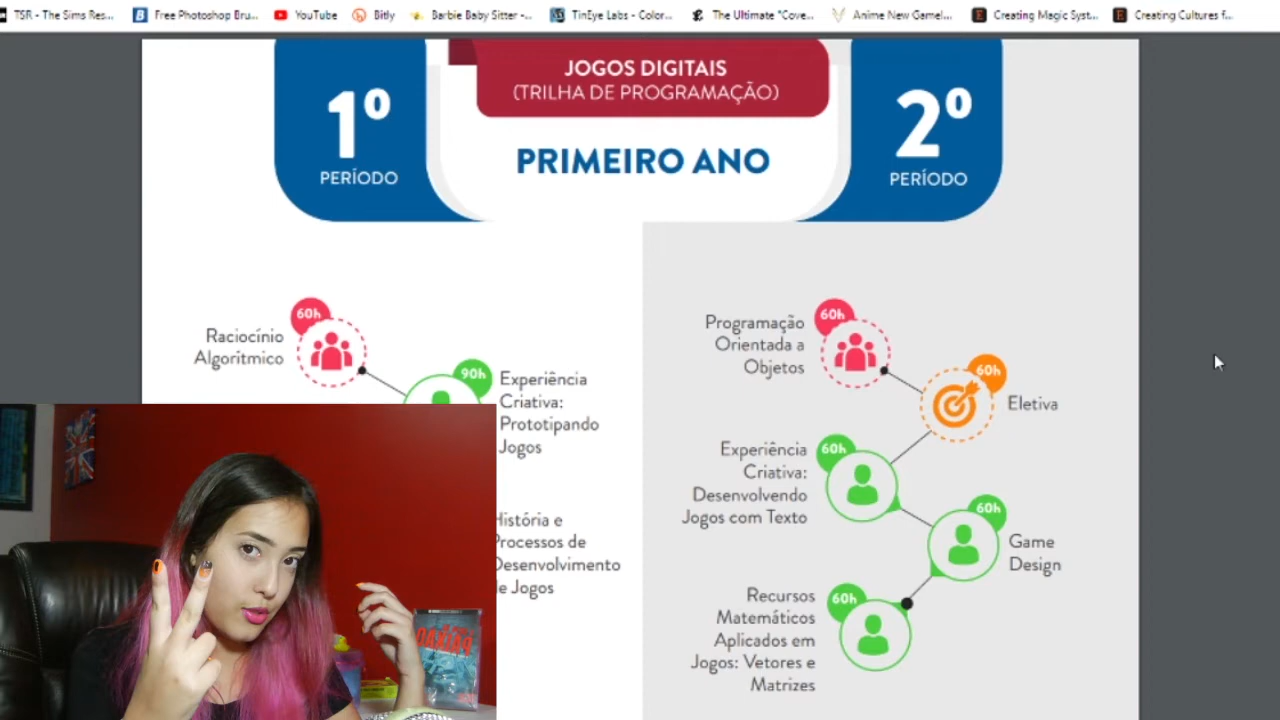 TSR - The Sims Res...
Free Photoshop Bru...
YouTube
Bitly
Barbie Baby Sitter -...
TinEye Labs - Color...
The Ultimate "Cove...
Anime New Gamel...
Creating Magic Syst...
Creating Cultures f...
JOGOS DIGITAIS
(TRILHA DE PROGRAMAÇÃO)
PRIMEIRO ANO
1º
PERÍODO
2º
PERÍODO
60h
Raciocínio
Algorítmico
90h
Experiência
Criativa:
Prototipando
Jogos
História e
Processos de
Desenvolvimento
de Jogos
60h
Programação
Orientada a
Objetos
60h
Eletiva
60h
Experiência
Criativa:
Desenvolvendo
Jogos com Texto
60h
Game
Design
60h
Recursos
Matemáticos
Aplicados em
Jogos: Vetores e
Matrizes